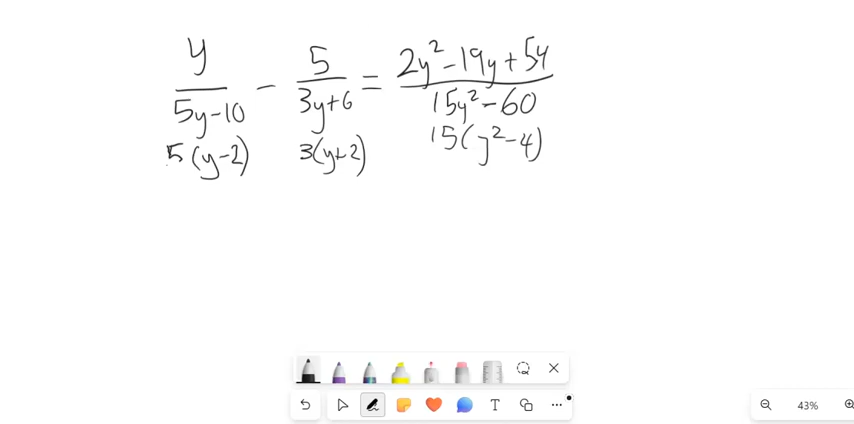 y/(5y-10) - 5/(3y+6) = (2y²-19y+54)/(15y²-60)
5(y-2) 3(y+2) 15(y²-4)
T
43%